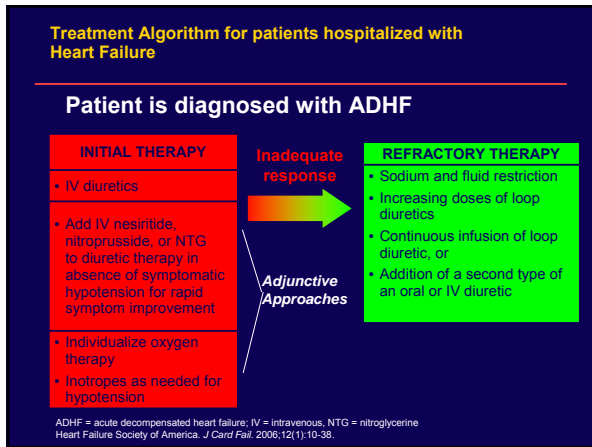 Treatment Algorithm for patients hospitalized with
Heart Failure
Patient is diagnosed with ADHF
INITIAL THERAPY
• IV diuretics
• Add IV nesiritide,
nitroprusside, or NTG
to diuretic therapy in
absence of symptomatic
hypotension for rapid
symptom improvement
• Individualize oxygen
therapy
• Inotropes as needed for
hypotension
Inadequate
response
Adjunctive
Approaches
REFRACTORY THERAPY
• Sodium and fluid restriction
• Increasing doses of loop
diuretics
• Continuous infusion of loop
diuretic, or
• Addition of a second type of
an oral or IV diuretic
ADHF = acute decompensated heart failure; IV = intravenous, NTG = nitroglycerine
Heart Failure Society of America. J Card Fail. 2006;12(1):10-38.